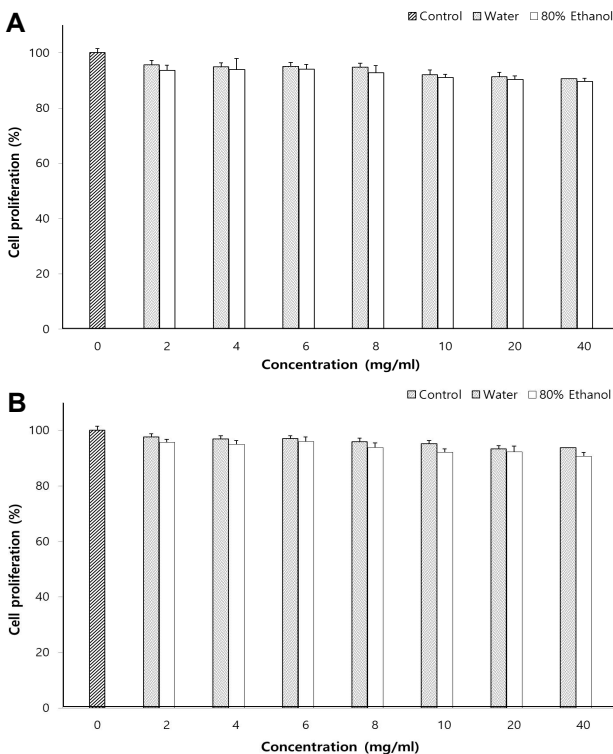 A
Control Water 80% Ethanol
100
80
60
40
20
0
Cell proliferation (%)
0 2 4 6 8 10 20 40
Concentration (mg/ml)
B
Control Water 80% Ethanol
100
80
60
40
20
0
Cell proliferation (%)
0 2 4 6 8 10 20 40
Concentration (mg/ml)